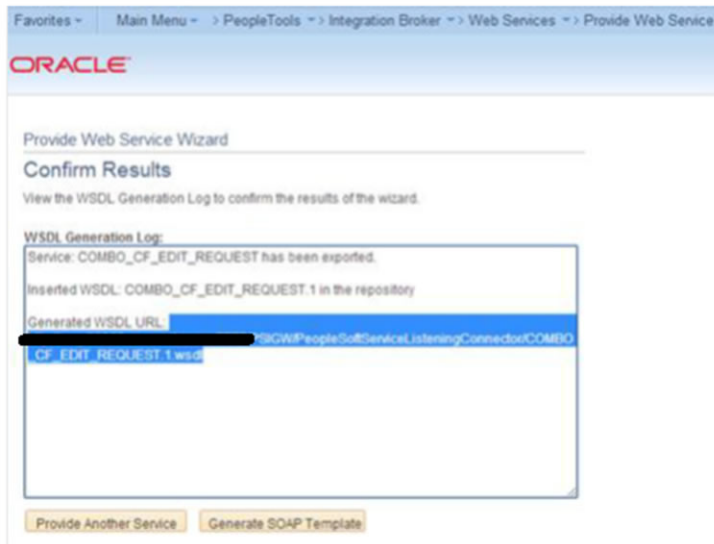 Favorites Main Menu > PeopleTools > Integration Broker > Web Services > Provide Web Service
ORACLE
Provide Web Service Wizard
Confirm Results
View the WSDL Generation Log to confirm the results of the wizard.
WSDL Generation Log:
Service: COMBO_CF_EDIT_REQUEST has been exported.
Inserted WSDL: COMBO_CF_EDIT_REQUEST.1 in the repository
Generated WSDL URL:
PSIGW/PeopleSoftServiceListeningConnector/COMBO
_CF_EDIT_REQUEST.1.wsdl
Provide Another Service Generate SOAP Template